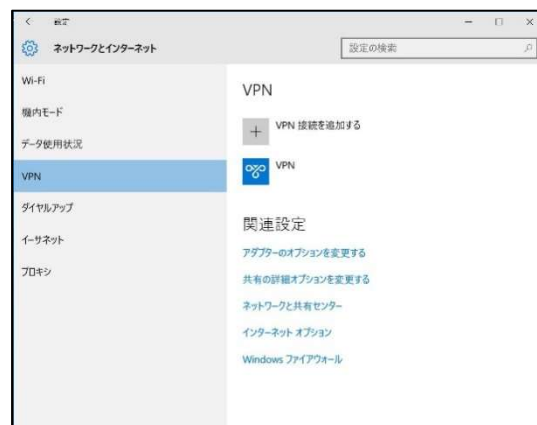 設定
ネットワークとインターネット
設定の検索
Wi-Fi
機内モード
データ使用状況
VPN
ダイヤルアップ
イーサネット
プロキシ
VPN
VPN 接続を追加する
VPN
関連設定
アダプターのオプションを変更する
共有の詳細オプションを変更する
ネットワークと共有センター
インターネット オプション
Windows ファイアウォール